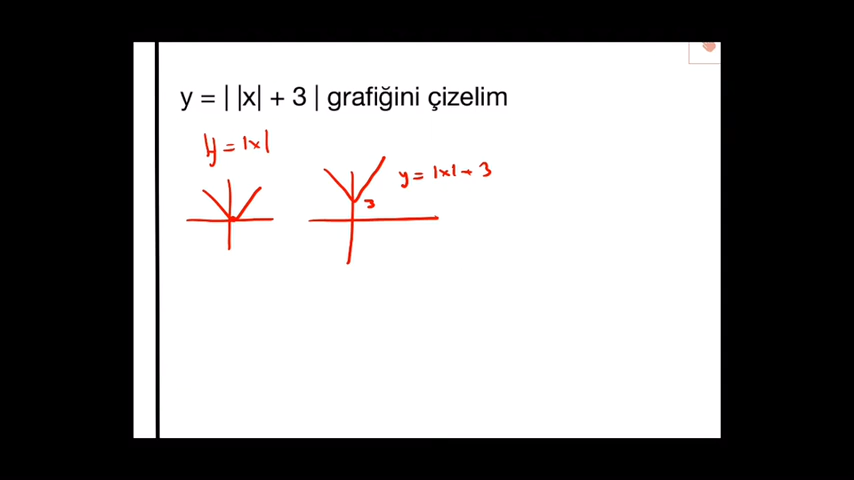 y = | |x| + 3 | grafiğini çizelim
y = |x|
y = |x| + 3
3